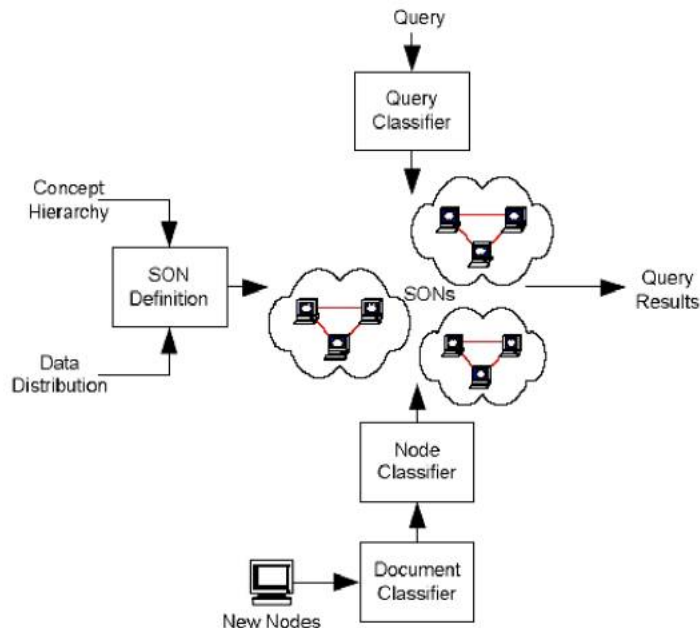 Query
Query
Classifier
Concept
Hierarchy
SON
Definition
SONs
Query
Results
Data
Distribution
Node
Classifier
Document
Classifier
New Nodes